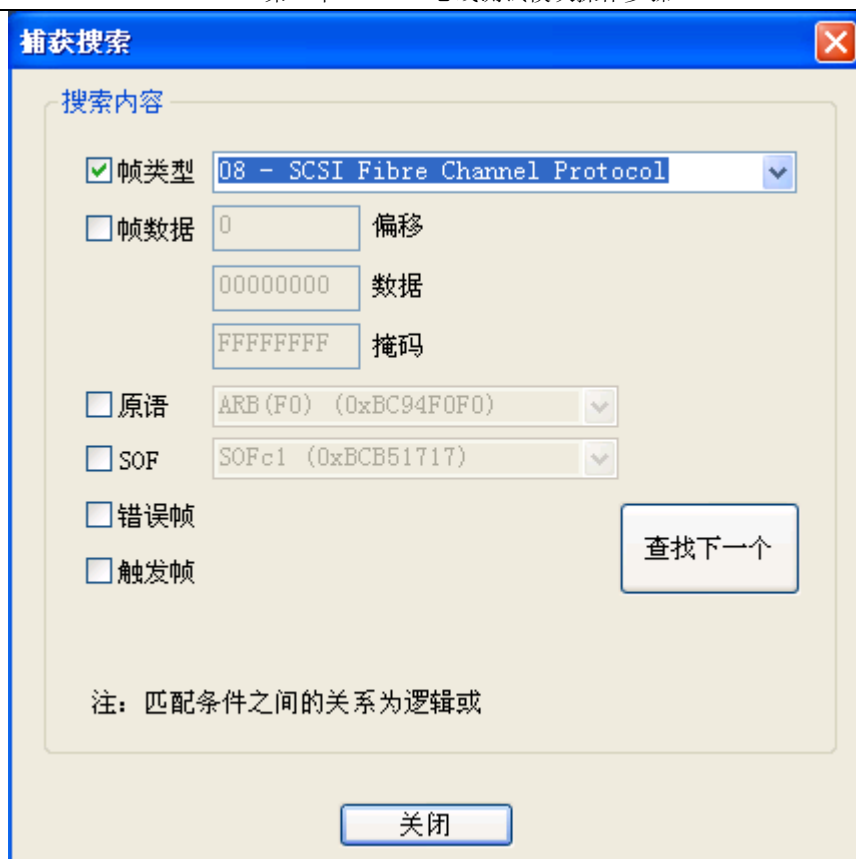 捕获搜索
搜索内容
帧类型 08 - SCSI Fibre Channel Protocol
帧数据 0 偏移
00000000 数据
FFFFFFFF 掩码
原语 ARB(F0) (0xBC94F0F0)
SOF SOFc1 (0xBCB51717)
错误帧
查找下一个
触发帧
注：匹配条件之间的关系为逻辑或
关闭